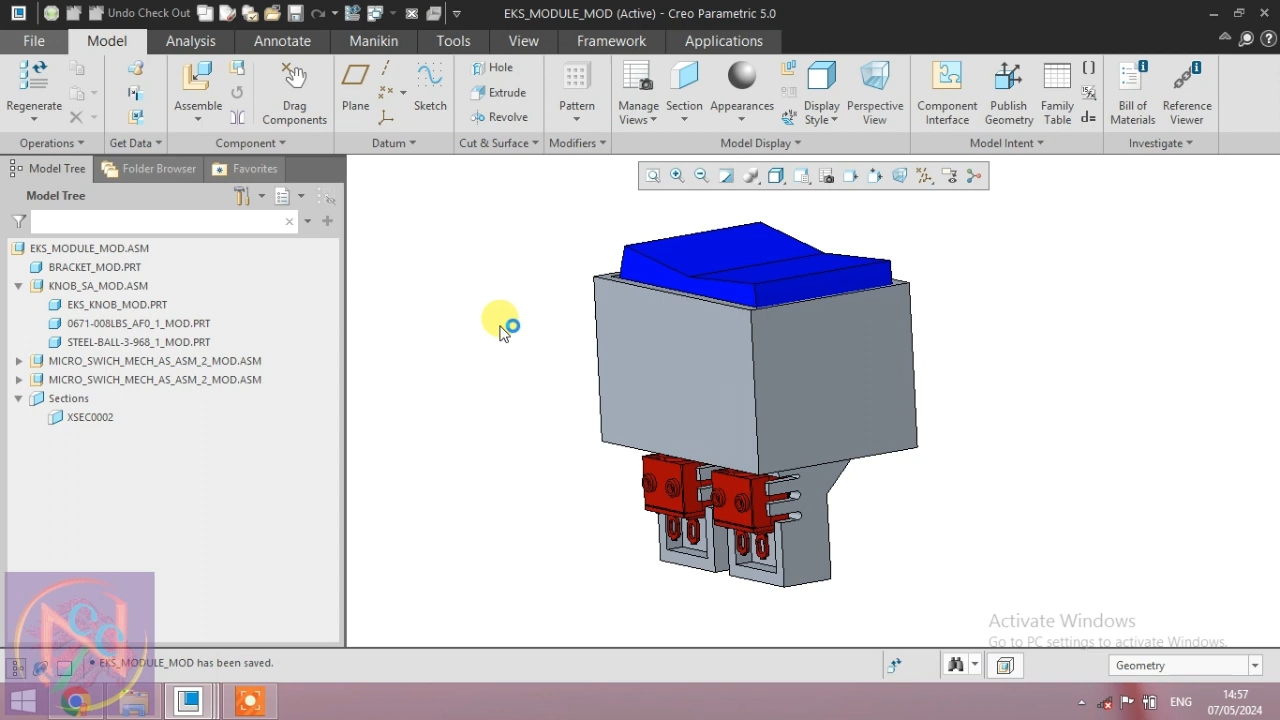 Undo Check Out
EKS_MODULE_MOD (Active) - Creo Parametric 5.0
File Model Analysis Annotate Manikin Tools View Framework Applications
Regenerate
Assemble
Drag Components
Plane
Sketch
Hole
Extrude
Revolve
Pattern
Manage Views
Section
Appearances
Display Style
Perspective View
Component Interface
Publish Geometry
Family Table
Bill of Materials
Reference Viewer
Operations Get Data Component Datum Cut & Surface Modifiers Model Display Model Intent Investigate
Model Tree Folder Browser Favorites
Model Tree
EKS_MODULE_MOD.ASM
BRACKET_MOD.PRT
KNOB_SA_MOD.ASM
EKS_KNOB_MOD.PRT
0671-008LBS_AF0_1_MOD.PRT
STEEL-BALL-3-968_1_MOD.PRT
MICRO_SWICH_MECH_AS_ASM_2_MOD.ASM
MICRO_SWICH_MECH_AS_ASM_2_MOD.ASM
Sections
XSEC0002
Activate Windows
Go to PC settings to activate Windows.
EKS_MODULE_MOD has been saved.
Geometry
ENG
14:57
07/05/2024